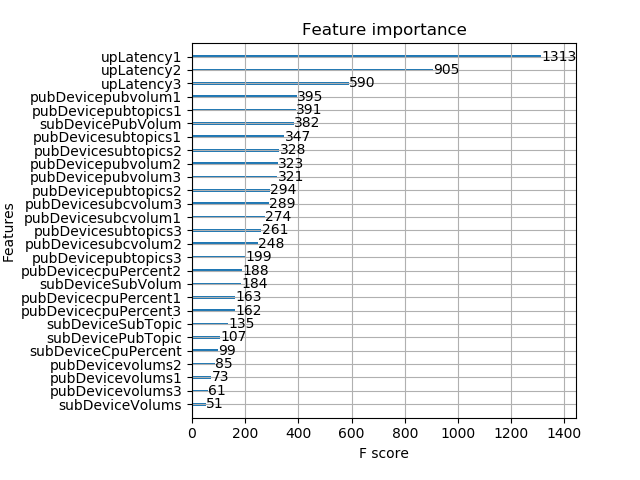 Feature importance
Features
upLatency1 1313
upLatency2 905
upLatency3 590
pubDevicepubvolum1 395
pubDevicepubtopics1 391
subDevicePubVolum 382
pubDevicesubtopics1 347
pubDevicesubtopics2 328
pubDevicepubvolum2 323
pubDevicepubvolum3 321
pubDevicepubtopics2 294
pubDevicesubcvolum3 289
pubDevicesubcvolum1 274
pubDevicesubtopics3 261
pubDevicesubcvolum2 248
pubDevicepubtopics3 199
pubDevicecpuPercent2 188
subDeviceSubVolum 184
pubDevicecpuPercent1 163
pubDevicecpuPercent3 162
subDeviceSubTopic 135
subDevicePubTopic 107
subDeviceCpuPercent 99
pubDevicevolums2 85
pubDevicevolums1 73
pubDevicevolums3 61
subDeviceVolums 51
0 200 400 600 800 1000 1200 1400
F score